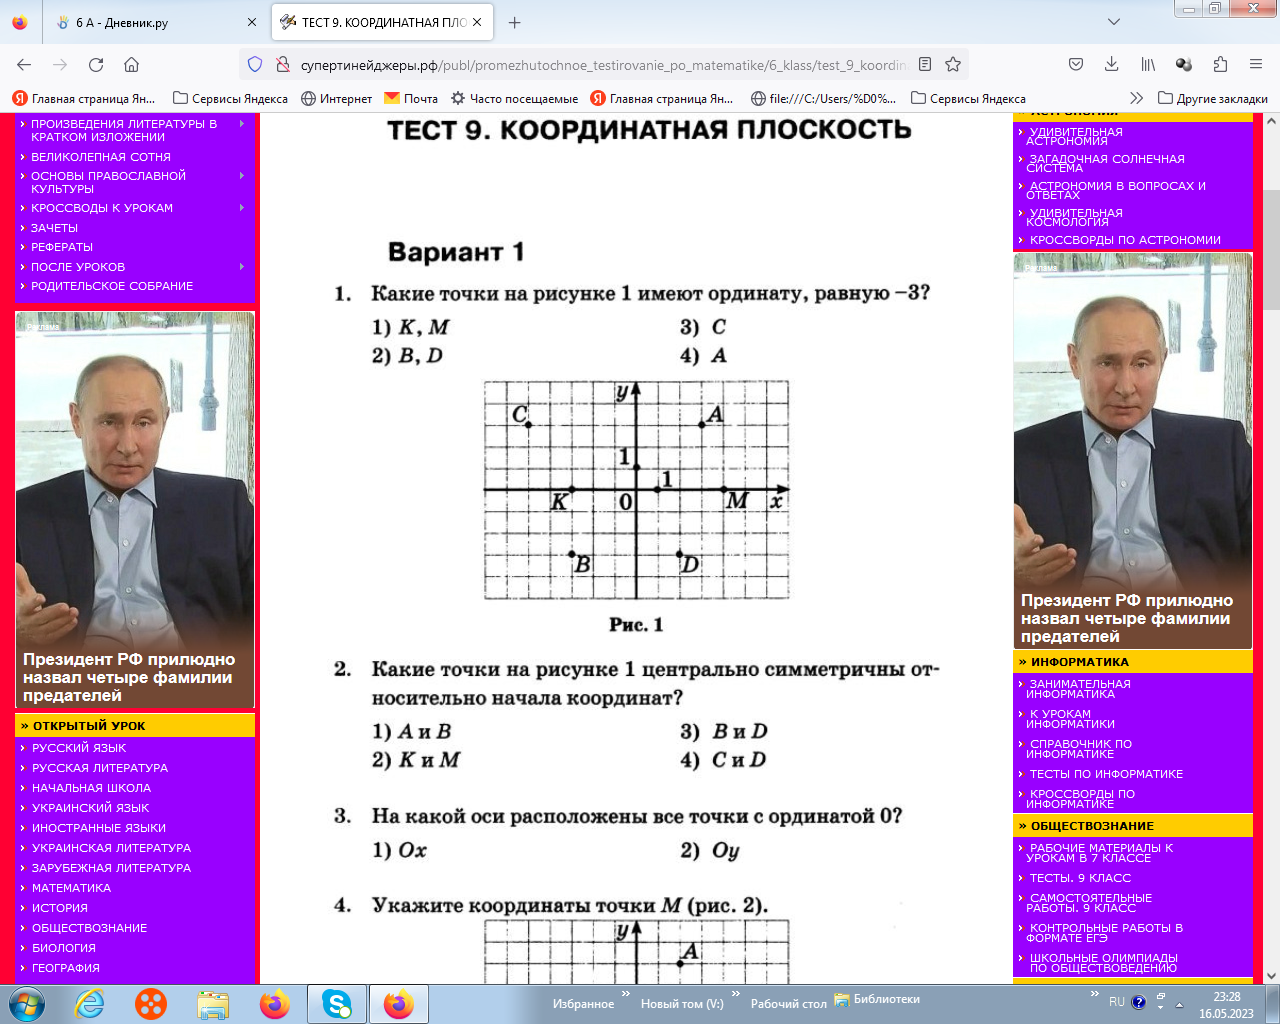 6 А - Дневник.ру
ТЕСТ 9. КООРДИНАТНАЯ ПЛО
супертинейджеры.рф/publ/promezhutochnoe_testirovanie_po_matematike/6_klass/test_9_koordin
Главная страница Ян...
Сервисы Яндекса
Интернет
Почта
Часто посещаемые
Главная страница Ян...
file:///C:/Users/%D0%...
Сервисы Яндекса
Другие закладки
ПРОИЗВЕДЕНИЯ ЛИТЕРАТУРЫ В
КРАТКОМ ИЗЛОЖЕНИИ
ВЕЛИКОЛЕПНАЯ СОТНЯ
ОСНОВЫ ПРАВОСЛАВНОЙ
КУЛЬТУРЫ
КРОССВОДЫ К УРОКАМ
ЗАЧЕТЫ
РЕФЕРАТЫ
ПОСЛЕ УРОКОВ
РОДИТЕЛЬСКОЕ СОБРАНИЕ
Реклама
Президент РФ прилюдно
назвал четыре фамилии
предателей
» ОТКРЫТЫЙ УРОК
РУССКИЙ ЯЗЫК
РУССКАЯ ЛИТЕРАТУРА
НАЧАЛЬНАЯ ШКОЛА
УКРАИНСКИЙ ЯЗЫК
ИНОСТРАННЫЕ ЯЗЫКИ
УКРАИНСКАЯ ЛИТЕРАТУРА
ЗАРУБЕЖНАЯ ЛИТЕРАТУРА
МАТЕМАТИКА
ИСТОРИЯ
ОБЩЕСТВОЗНАНИЕ
БИОЛОГИЯ
ГЕОГРАФИЯ
ТЕСТ 9. КООРДИНАТНАЯ ПЛОСКОСТЬ
Вариант 1
1. Какие точки на рисунке 1 имеют ординату, равную –3?
1) K, M 3) C
2) B, D 4) A
y
C A
1
1
K 0 M x
B D
Рис. 1
2. Какие точки на рисунке 1 центрально симметричны от-
носительно начала координат?
1) A и B 3) B и D
2) K и M 4) C и D
3. На какой оси расположены все точки с ординатой 0?
1) Ox 2) Oy
4. Укажите координаты точки M (рис. 2).
y A
» АСТРОНОМИЯ
УДИВИТЕЛЬНАЯ
АСТРОНОМИЯ
ЗАГАДОЧНАЯ СОЛНЕЧНАЯ
СИСТЕМА
АСТРОНОМИЯ В ВОПРОСАХ И
ОТВЕТАХ
УДИВИТЕЛЬНАЯ
КОСМОЛОГИЯ
КРОССВОРДЫ ПО АСТРОНОМИИ
Реклама
Президент РФ прилюдно
назвал четыре фамилии
предателей
» ИНФОРМАТИКА
ЗАНИМАТЕЛЬНАЯ
ИНФОРМАТИКА
К УРОКАМ
ИНФОРМАТИКИ
СПРАВОЧНИК ПО
ИНФОРМАТИКЕ
ТЕСТЫ ПО ИНФОРМАТИКЕ
КРОССВОРДЫ ПО
ИНФОРМАТИКЕ
» ОБЩЕСТВОЗНАНИЕ
РАБОЧИЕ МАТЕРИАЛЫ К
УРОКАМ В 7 КЛАССЕ
ТЕСТЫ. 9 КЛАСС
САМОСТОЯТЕЛЬНЫЕ
РАБОТЫ. 9 КЛАСС
КОНТРОЛЬНЫЕ РАБОТЫ В
ФОРМАТЕ ЕГЭ
ШКОЛЬНЫЕ ОЛИМПИАДЫ
ПО ОБЩЕСТВОВЕДЕНИЮ
Избранное » Новый том (V:) » Рабочий стол Библиотеки » RU
23:28
16.05.2023